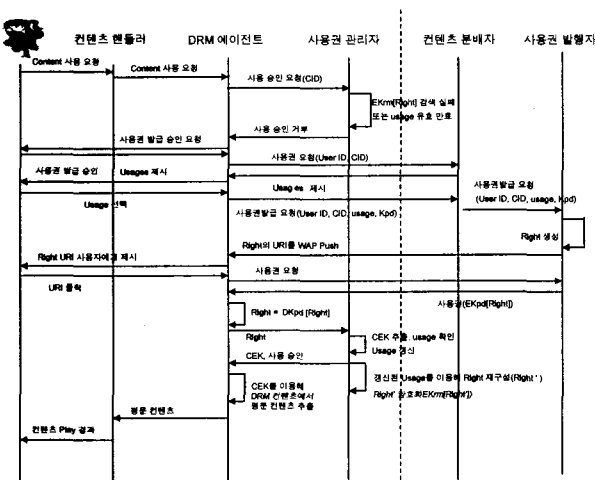 컨텐츠 핸들러 DRM 에이전트 사용권 관리자 컨텐츠 분배자 사용권 발행자
Content 사용 요청
Content 사용 요청
사용 승인 요청(CID)
EKrm[Right] 검색 실패
또는 usage 유효 만료
사용 승인 거부
사용권 발급 승인 요청
사용권 요청(User ID, CID)
사용권 발급 승인
Usages 제시
Usages 제시
사용권발급 요청
(User ID, CID, usage, Kpd)
Usage 선택
사용권발급 요청(User ID, CID, usage, Kpd)
Right 생성
Right의 URI를 WAP Push
Right URI 사용자에게 제시
사용권 요청
URI 클릭
사용권(EKpd[Right])
Right = DKpd [Right]
Right
CEK 추출, usage 확인
Usage 갱신
CEK, 사용 승인
갱신된 Usage를 이용해 Right 재구성(Right ' )
Right' 암호화EKrm[Right'])
CEK를 이용해
DRM 컨텐츠에서
평문 컨텐츠 추출
평문 컨텐츠
컨텐츠 Play 결과